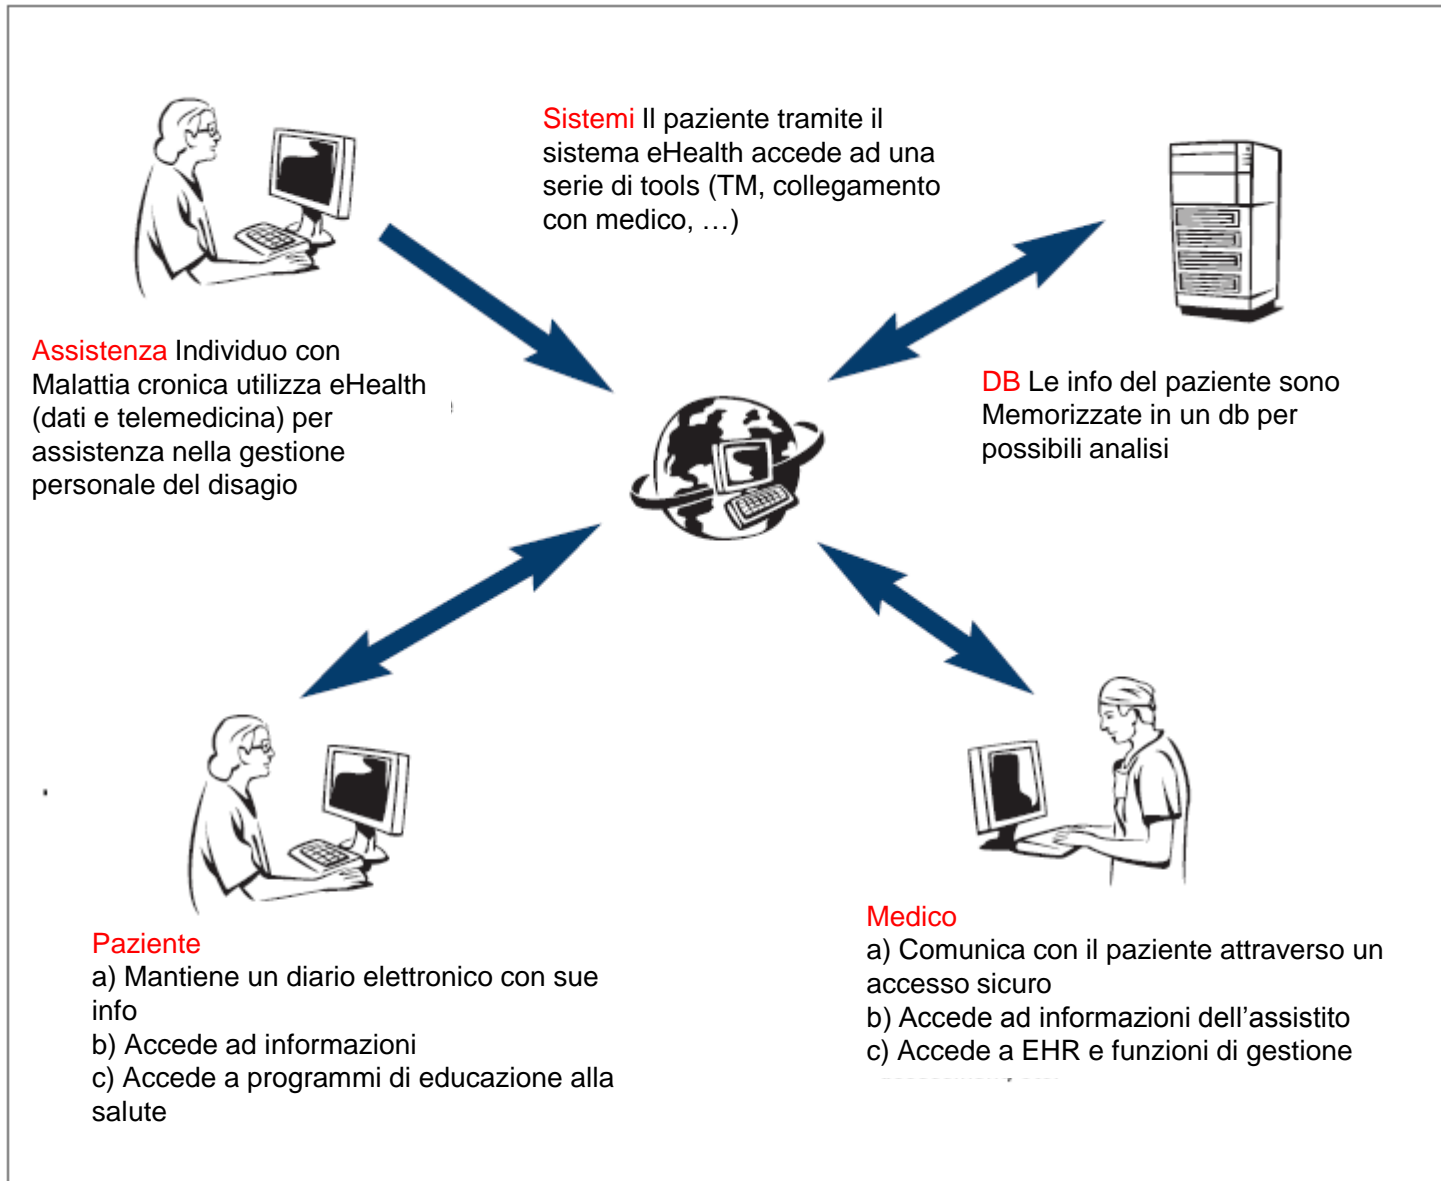 Sistemi Il paziente tramite il
sistema eHealth accede ad una
serie di tools (TM, collegamento
con medico, …)
Assistenza Individuo con
Malattia cronica utilizza eHealth
(dati e telemedicina) per
assistenza nella gestione
personale del disagio
DB Le info del paziente sono
Memorizzate in un db per
possibili analisi
Paziente
a) Mantiene un diario elettronico con sue
info
b) Accede ad informazioni
c) Accede a programmi di educazione alla
salute
Medico
a) Comunica con il paziente attraverso un
accesso sicuro
b) Accede ad informazioni dell’assistito
c) Accede a EHR e funzioni di gestione